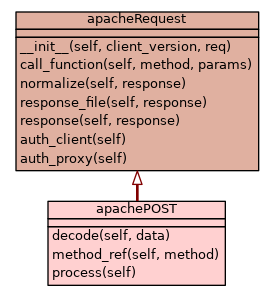 apacheRequest
__init__(self, client_version, req)
call_function(self, method, params)
normalize(self, response)
response_file(self, response)
response(self, response)
auth_client(self)
auth_proxy(self)
apachePOST
decode(self, data)
method_ref(self, method)
process(self)